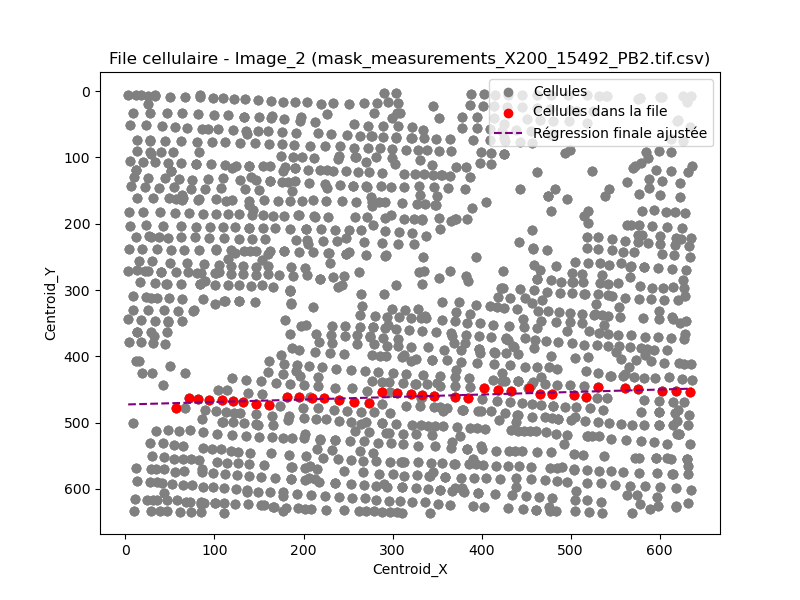 File cellulaire - Image_2 (mask_measurements_X200_15492_PB2.tif.csv)
Cellules
Cellules dans la file
Régression finale ajustée
0
100
200
300
400
500
600
Centroid_Y
0 100 200 300 400 500 600
Centroid_X